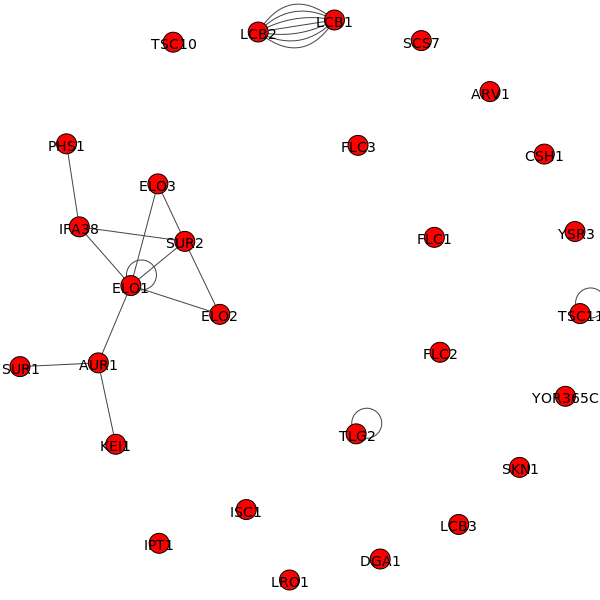 LCB1
LCB2
TSC10
SCS7
ARV1
PHS1
FLC3
CSH1
ELO3
IFA38
SUR2
FLC1
YSR3
ELO1
ELO2
TSC11
FLC2
AUR1
SUR1
YOR365C
TLG2
KEI1
SKN1
ISC1
LCB3
IPT1
DGA1
LRO1